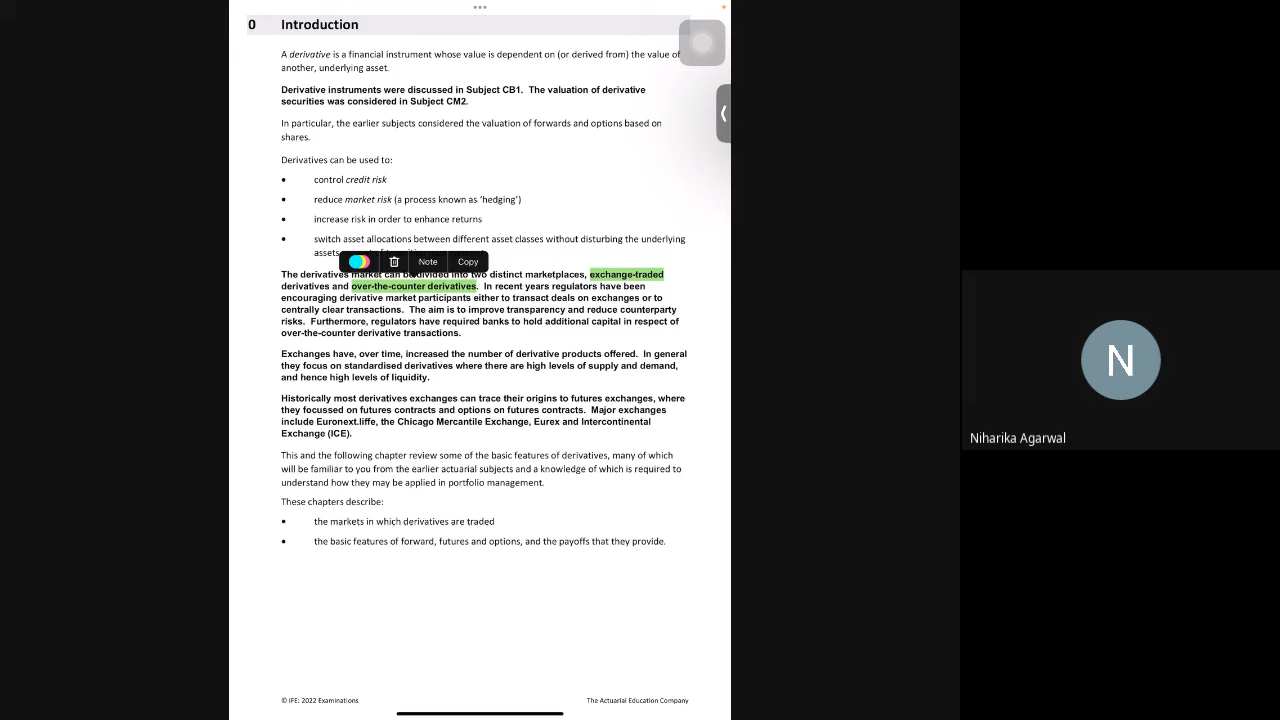 0 Introduction
A derivative is a financial instrument whose value is dependent on (or derived from) the value of
another, underlying asset.
Derivative instruments were discussed in Subject CB1. The valuation of derivative
securities was considered in Subject CM2.
In particular, the earlier subjects considered the valuation of forwards and options based on
shares.
Derivatives can be used to:
• control credit risk
• reduce market risk (a process known as ‘hedging’)
• increase risk in order to enhance returns
• switch asset allocations between different asset classes without disturbing the underlying
assets
Note Copy
The derivatives market can be divided into two distinct marketplaces, exchange-traded
derivatives and over-the-counter derivatives. In recent years regulators have been
encouraging derivative market participants either to transact deals on exchanges or to
centrally clear transactions. The aim is to improve transparency and reduce counterparty
risks. Furthermore, regulators have required banks to hold additional capital in respect of
over-the-counter derivative transactions.
Exchanges have, over time, increased the number of derivative products offered. In general
they focus on standardised derivatives where there are high levels of supply and demand,
and hence high levels of liquidity.
Historically most derivatives exchanges can trace their origins to futures exchanges, where
they focussed on futures contracts and options on futures contracts. Major exchanges
include Euronext.liffe, the Chicago Mercantile Exchange, Eurex and Intercontinental
Exchange (ICE).
This and the following chapter review some of the basic features of derivatives, many of which
will be familiar to you from the earlier actuarial subjects and a knowledge of which is required to
understand how they may be applied in portfolio management.
These chapters describe:
• the markets in which derivatives are traded
• the basic features of forward, futures and options, and the payoffs that they provide.
© IFE: 2022 Examinations The Actuarial Education Company
N
Niharika Agarwal